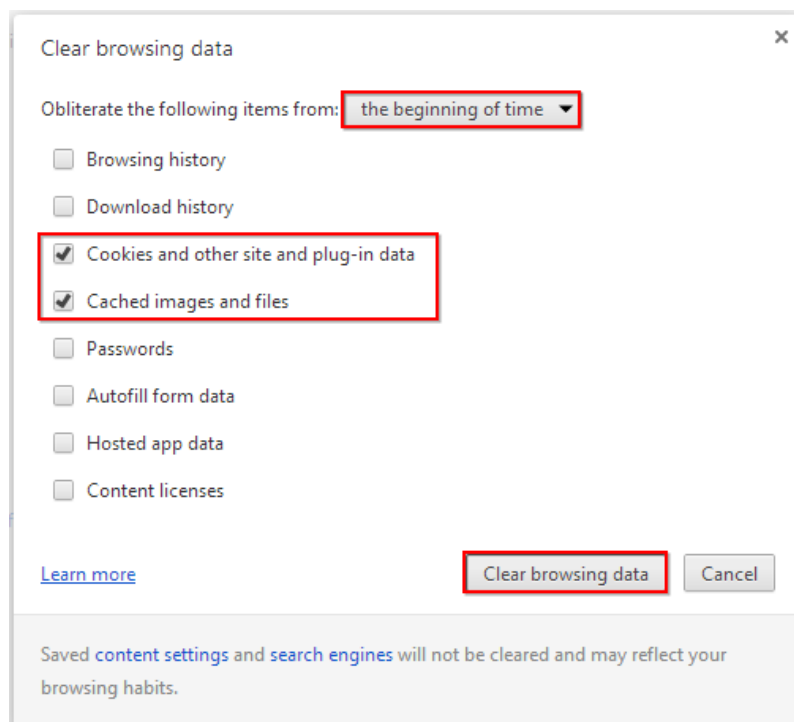 Clear browsing data
Obliterate the following items from: the beginning of time
Browsing history
Download history
Cookies and other site and plug-in data
Cached images and files
Passwords
Autofill form data
Hosted app data
Content licenses
Learn more Clear browsing data Cancel
Saved content settings and search engines will not be cleared and may reflect your
browsing habits.